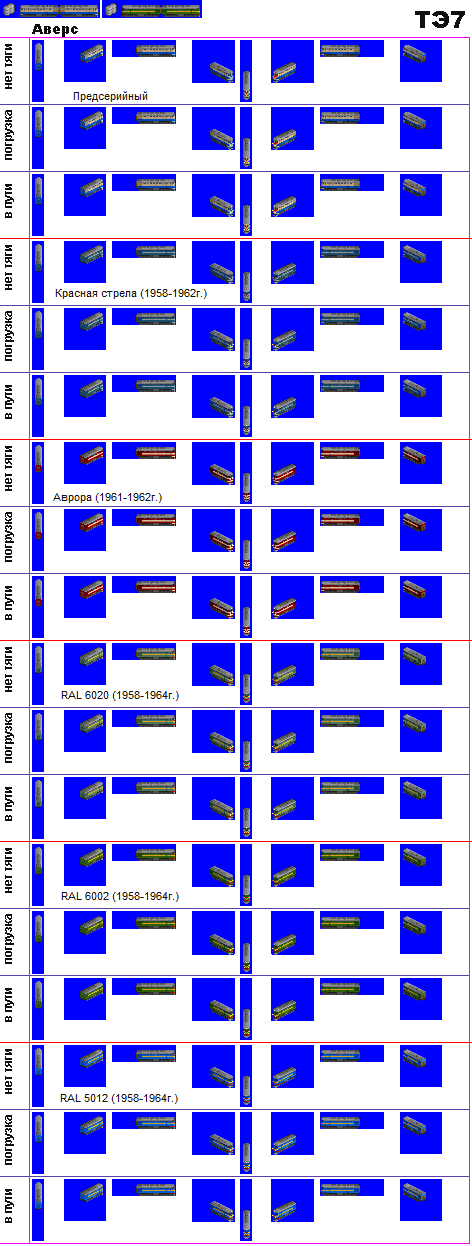 ТЭ7
Аверс
нет тяги
Предсерийный
погрузка
в пути
нет тяги
Красная стрела (1958-1962г.)
погрузка
в пути
нет тяги
Аврора (1961-1962г.)
погрузка
в пути
нет тяги
RAL 6020 (1958-1964г.)
погрузка
в пути
нет тяги
RAL 6002 (1958-1964г.)
погрузка
в пути
нет тяги
RAL 5012 (1958-1964г.)
погрузка
в пути